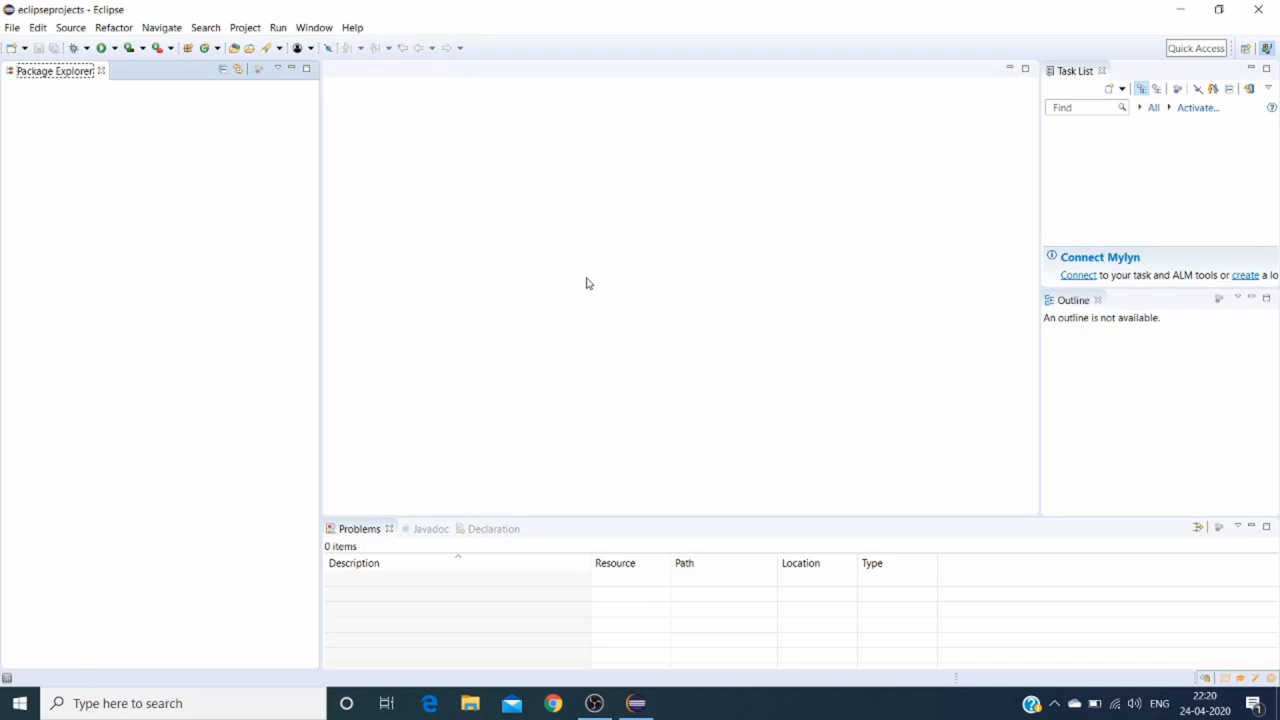 eclipseprojects - Eclipse
File Edit Source Refactor Navigate Search Project Run Window Help
Quick Access
Package Explorer
Task List
Find All Activate...
Connect Mylyn
Connect to your task and ALM tools or create a lo
Outline
An outline is not available.
Problems Javadoc Declaration
0 items
Description Resource Path Location Type
Type here to search
ENG
22:20
24-04-2020
1